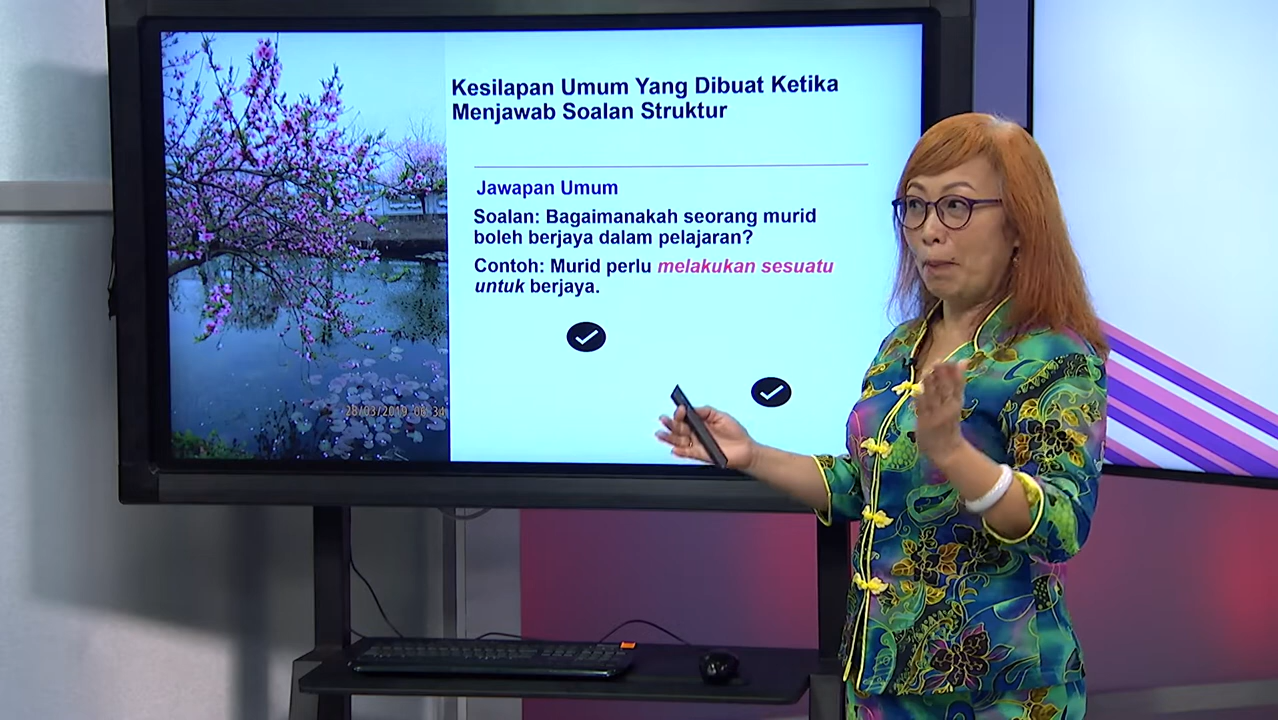 Kesilapan Umum Yang Dibuat Ketika
Menjawab Soalan Struktur
Jawapan Umum
Soalan: Bagaimanakah seorang murid
boleh berjaya dalam pelajaran?
Contoh: Murid perlu melakukan sesuatu
untuk berjaya.
28/03/2019 06:34